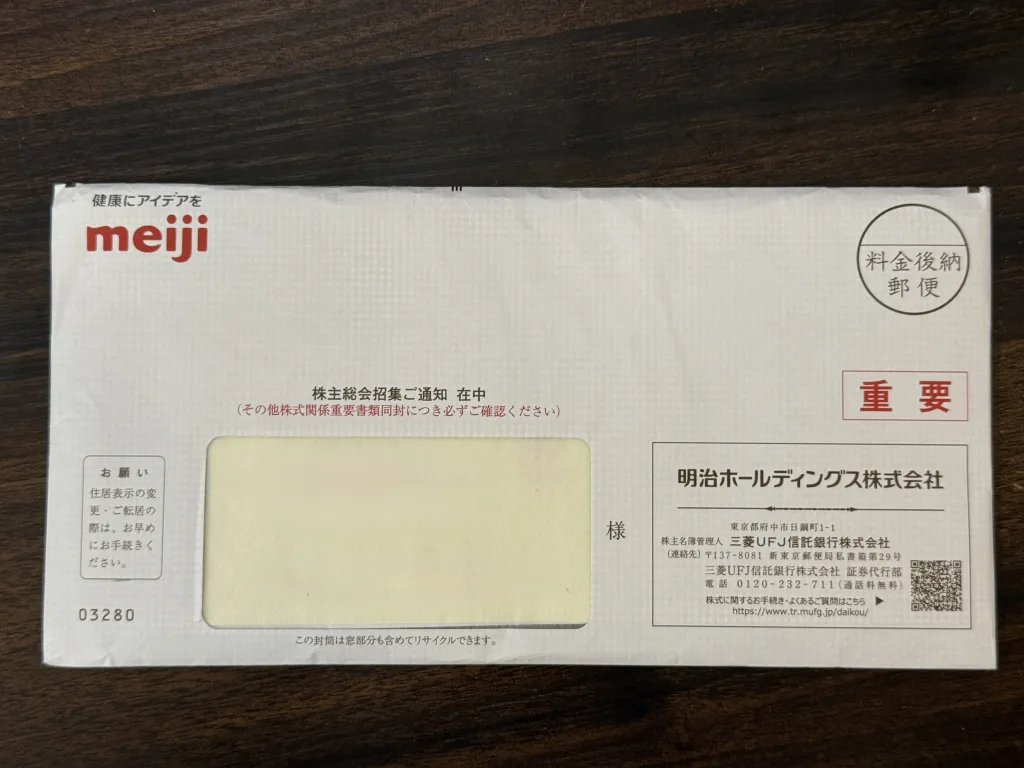 健康にアイデアを
meiji
料金後納
郵便
重要
株主総会招集ご通知 在中
(その他株式関係重要書類同封につき必ずご確認ください)
お願い
住居表示の変
更・ご転居の
際は、お早め
にお手続きく
ださい。
03280
様
この封筒は窓部分も含めてリサイクルできます。
明治ホールディングス株式会社
東京都府中市日鋼町1-1
株主名簿管理人 三菱UFJ信託銀行株式会社
(連絡先) 〒137-8081 新東京郵便局私書箱第29号
三菱UFJ信託銀行株式会社 証券代行部
電話 0120-232-711(通話料無料)
株式に関するお手続き・よくあるご質問はこちら ▶
https://www.tr.mufg.jp/daikou/